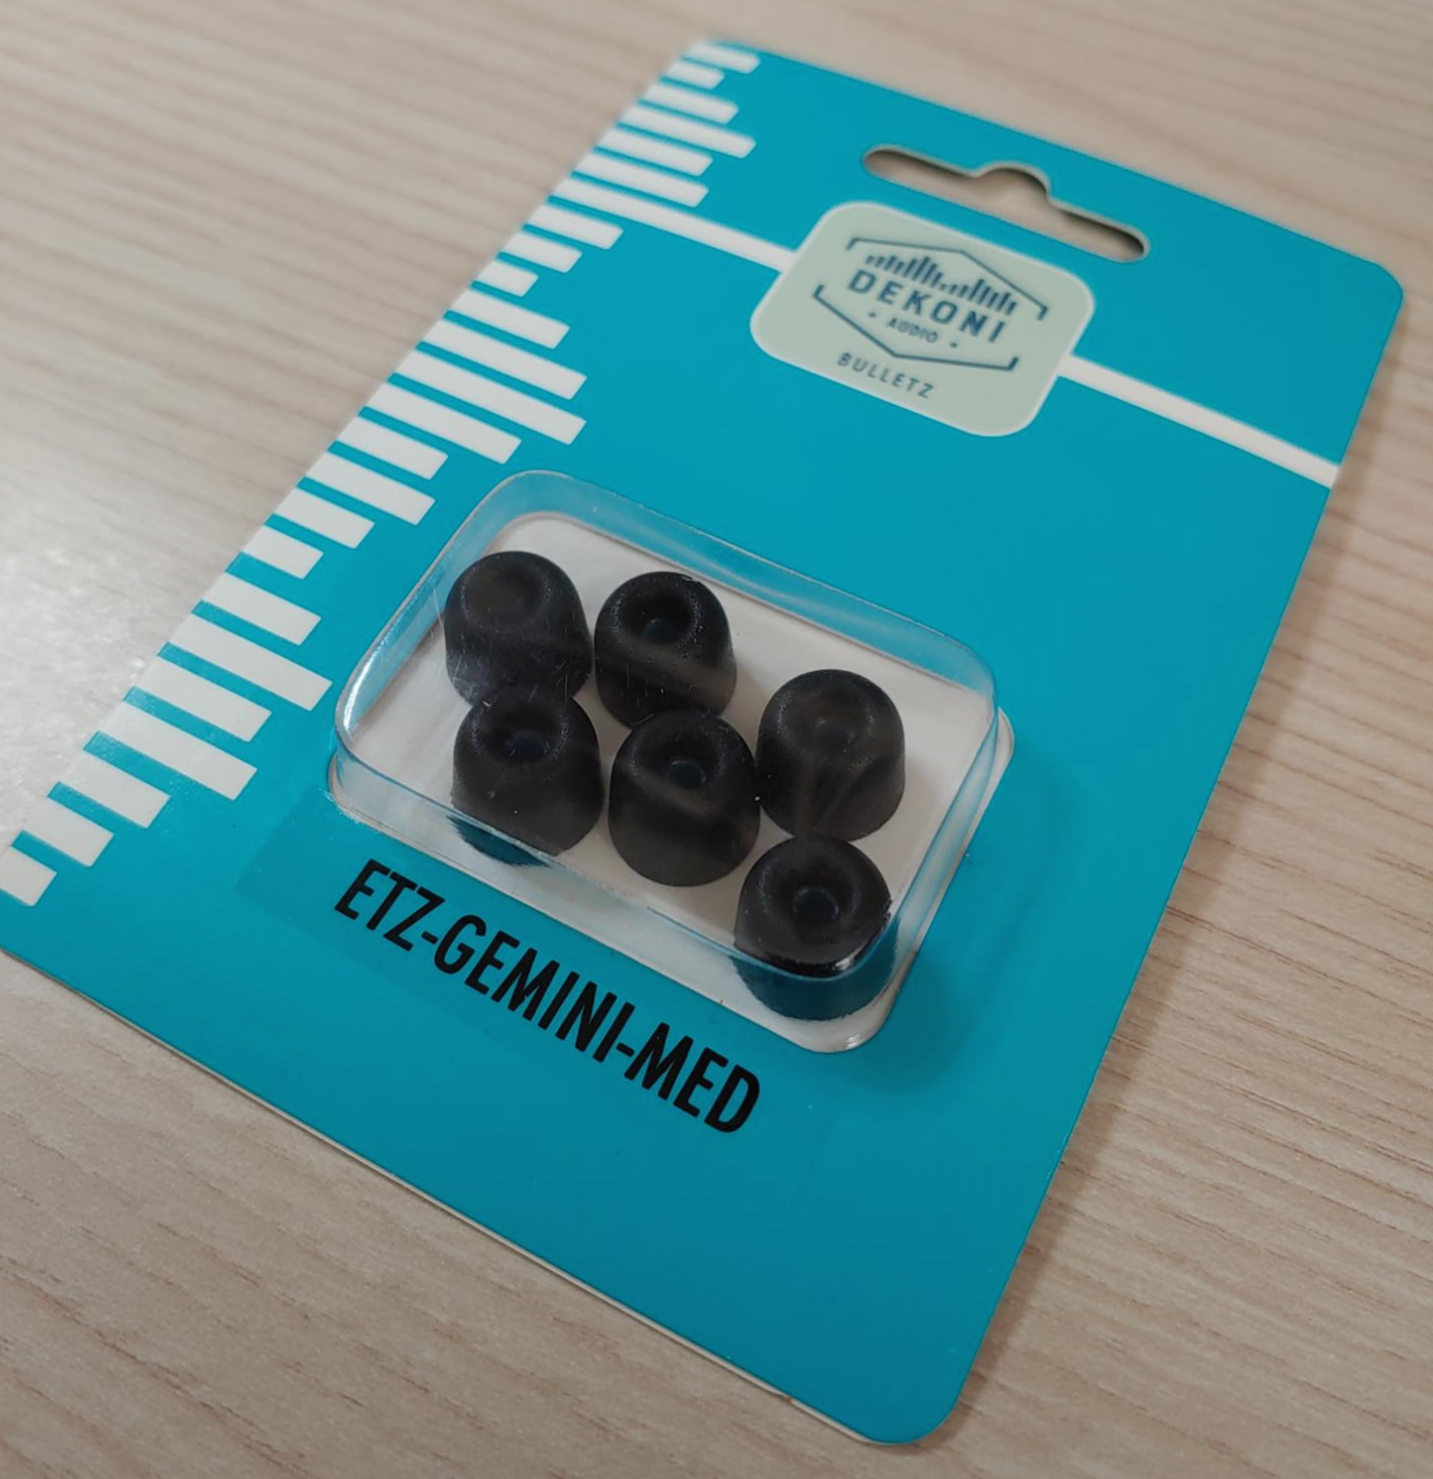 DEKONI
AUDIO
BULLETZ
ETZ-GEMINI-MED